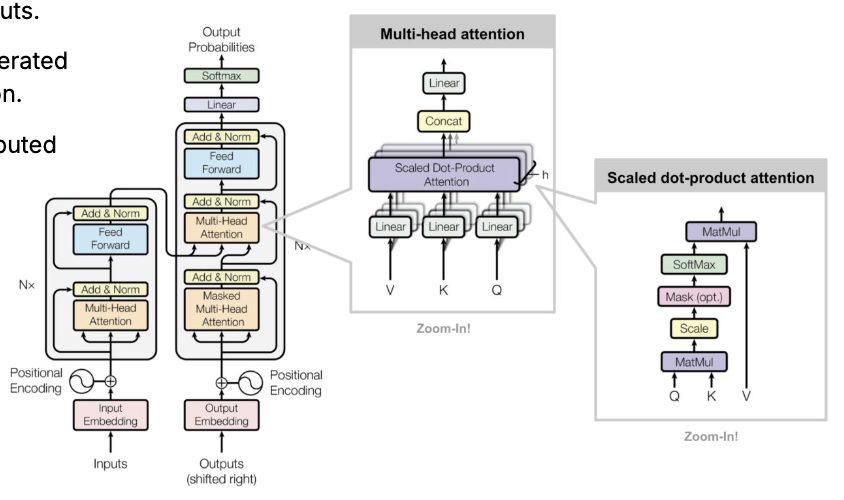 uts.
erated
on.
outed
Output
Probabilities
Softmax
Linear
Add & Norm
Feed
Forward
Add & Norm
Multi-Head
Attention
Nx
Add & Norm
Masked
Multi-Head
Attention
Positional
Encoding
Output
Embedding
Outputs
(shifted right)
Add & Norm
Feed
Forward
Nx
Add & Norm
Multi-Head
Attention
Positional
Encoding
Input
Embedding
Inputs
Multi-head attention
Linear
Concat
Scaled Dot-Product
Attention
h
Linear Linear Linear
V K Q
Zoom-In!
Scaled dot-product attention
MatMul
SoftMax
Mask (opt.)
Scale
MatMul
Q K V
Zoom-In!